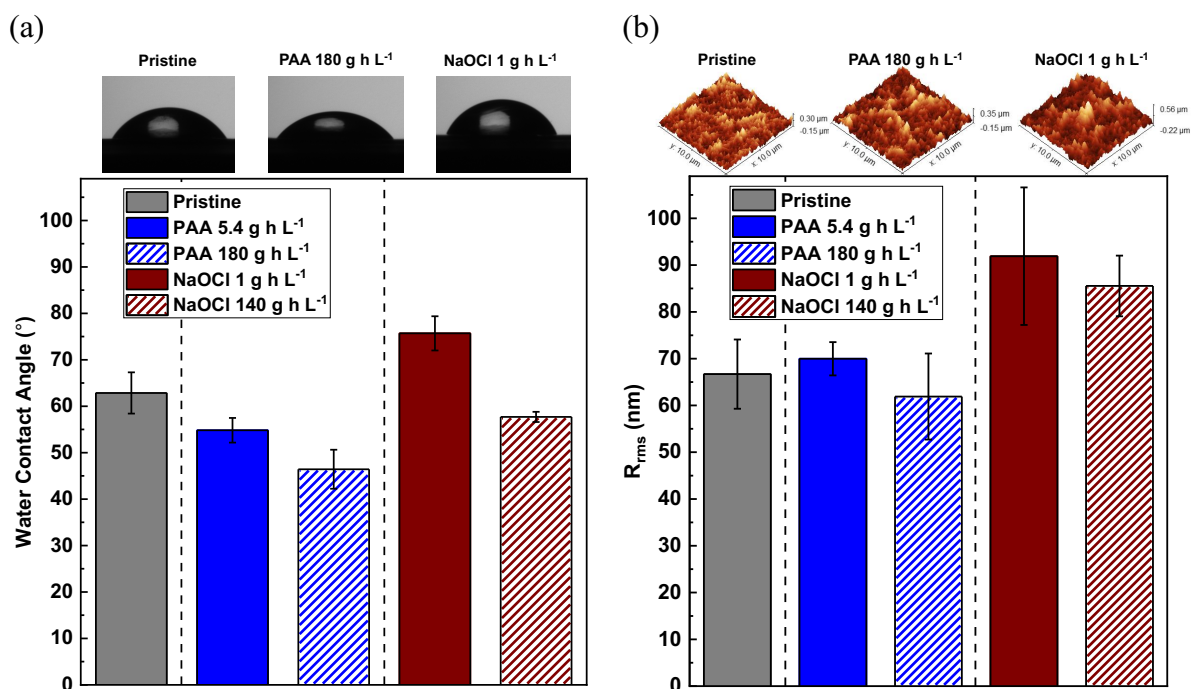 (a)
Pristine PAA 180 g h L⁻¹ NaOCl 1 g h L⁻¹
Pristine
PAA 5.4 g h L⁻¹
PAA 180 g h L⁻¹
NaOCl 1 g h L⁻¹
NaOCl 140 g h L⁻¹
Water Contact Angle (°)
100
90
80
70
60
50
40
30
20
10
0
(b)
Pristine PAA 180 g h L⁻¹ NaOCl 1 g h L⁻¹
0.30 µm
-0.15
y: 10.0 µm
x: 10.0 µm
0.35 µm
-0.15
y: 10.0 µm
x: 10.0 µm
0.56 µm
-0.22
y: 10.0 µm
x: 10.0 µm
Pristine
PAA 5.4 g h L⁻¹
PAA 180 g h L⁻¹
NaOCl 1 g h L⁻¹
NaOCl 140 g h L⁻¹
Rrms (nm)
100
90
80
70
60
50
40
30
20
10
0